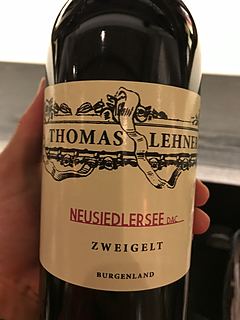 THOMAS LEHNER
NEUSIEDLERSEE DAC
ZWEIGELT
BURGENLAND